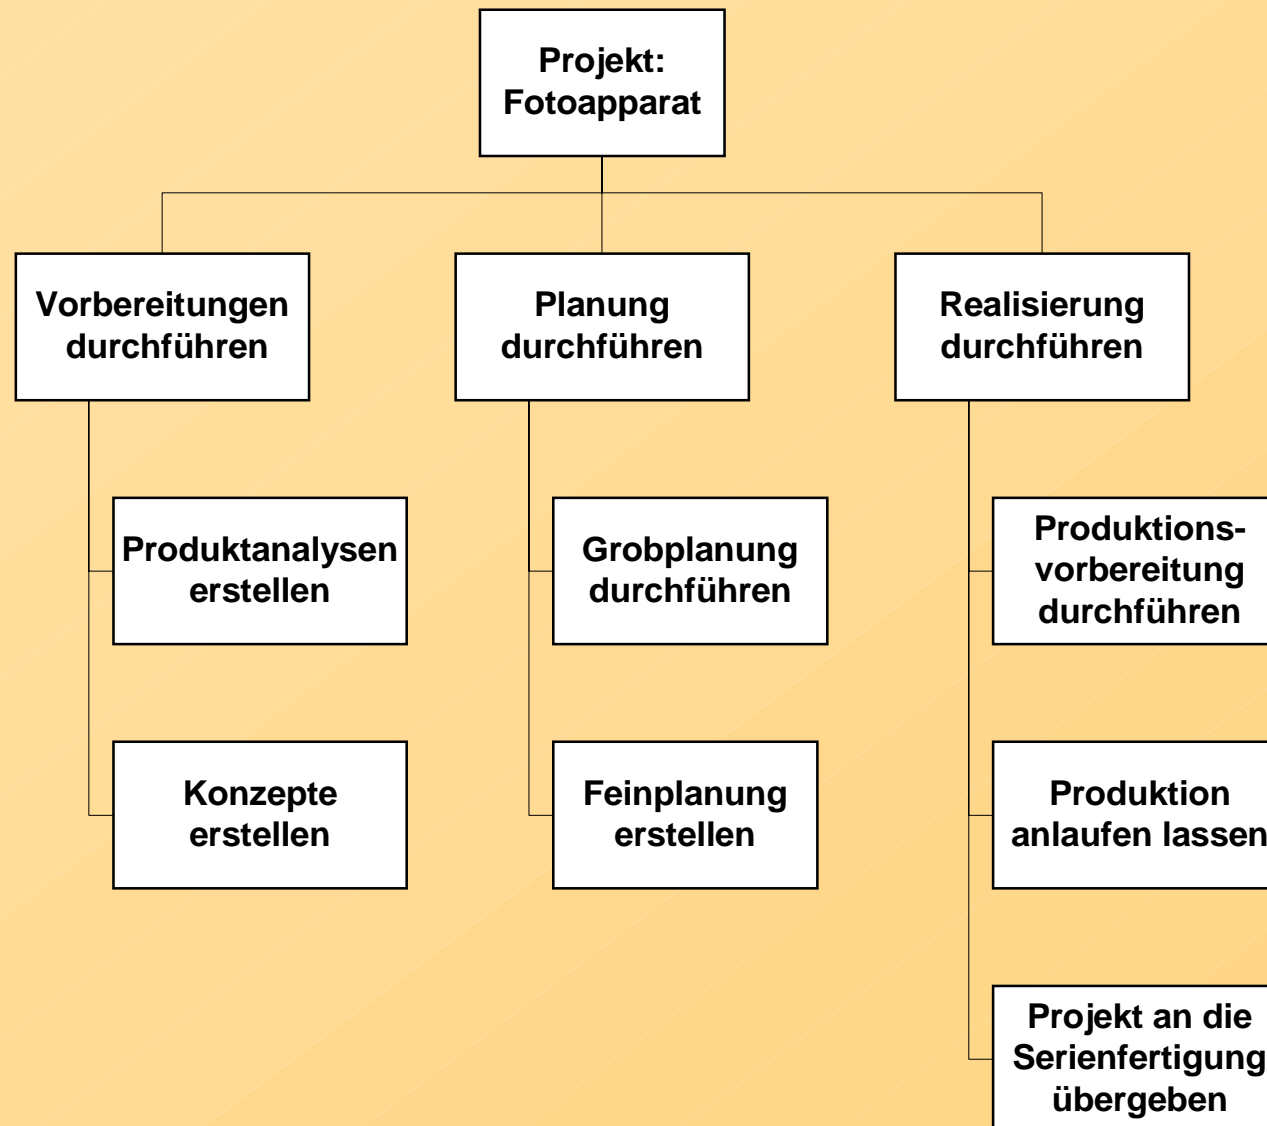 Projekt:
Fotoapparat
Vorbereitungen
durchführen
Planung
durchführen
Realisierung
durchführen
Produktanalysen
erstellen
Grobplanung
durchführen
Produktions-
vorbereitung
durchführen
Konzepte
erstellen
Feinplanung
erstellen
Produktion
anlaufen lassen
Projekt an die
Serienfertigung
übergeben